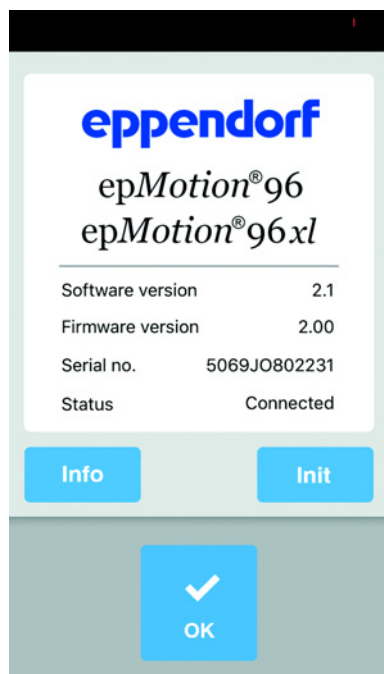 eppendorf
epMotion®96
epMotion®96xl
Software version 2.1
Firmware version 2.00
Serial no. 5069JO802231
Status Connected
Info Init
OK